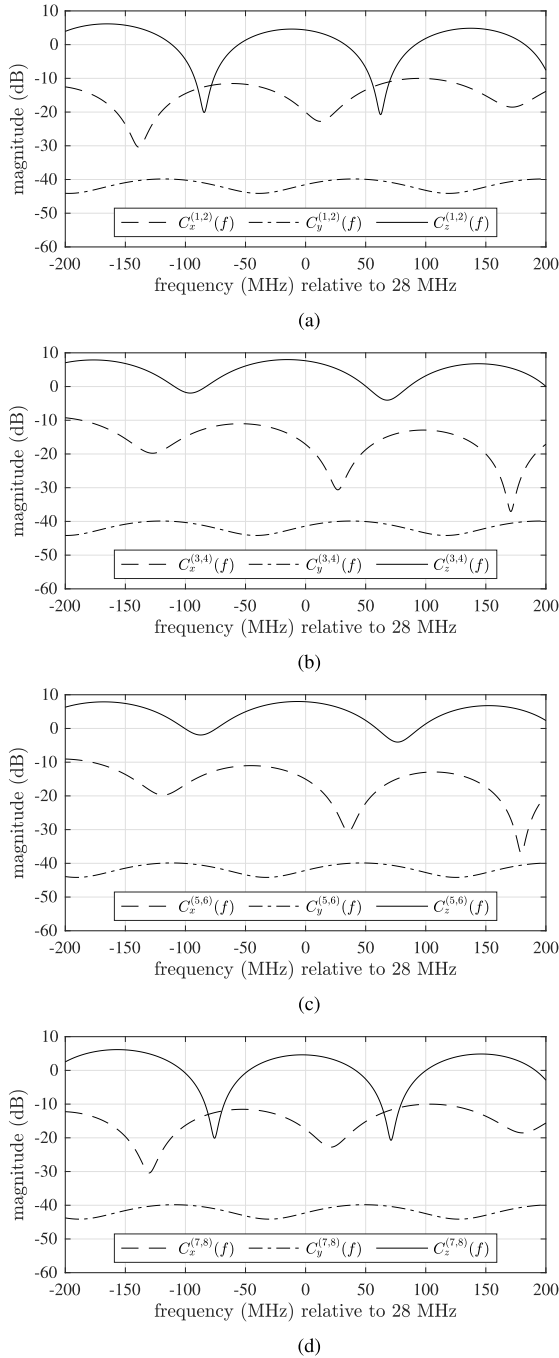 10
0
-10
-20
-30
-40
-50
-60
magnitude (dB)
C_x^{(1,2)}(f) C_y^{(1,2)}(f) C_z^{(1,2)}(f)
-200 -150 -100 -50 0 50 100 150 200
frequency (MHz) relative to 28 MHz
(a)
10
0
-10
-20
-30
-40
-50
-60
magnitude (dB)
C_x^{(3,4)}(f) C_y^{(3,4)}(f) C_z^{(3,4)}(f)
-200 -150 -100 -50 0 50 100 150 200
frequency (MHz) relative to 28 MHz
(b)
10
0
-10
-20
-30
-40
-50
-60
magnitude (dB)
C_x^{(5,6)}(f) C_y^{(5,6)}(f) C_z^{(5,6)}(f)
-200 -150 -100 -50 0 50 100 150 200
frequency (MHz) relative to 28 MHz
(c)
10
0
-10
-20
-30
-40
-50
-60
magnitude (dB)
C_x^{(7,8)}(f) C_y^{(7,8)}(f) C_z^{(7,8)}(f)
-200 -150 -100 -50 0 50 100 150 200
frequency (MHz) relative to 28 MHz
(d)